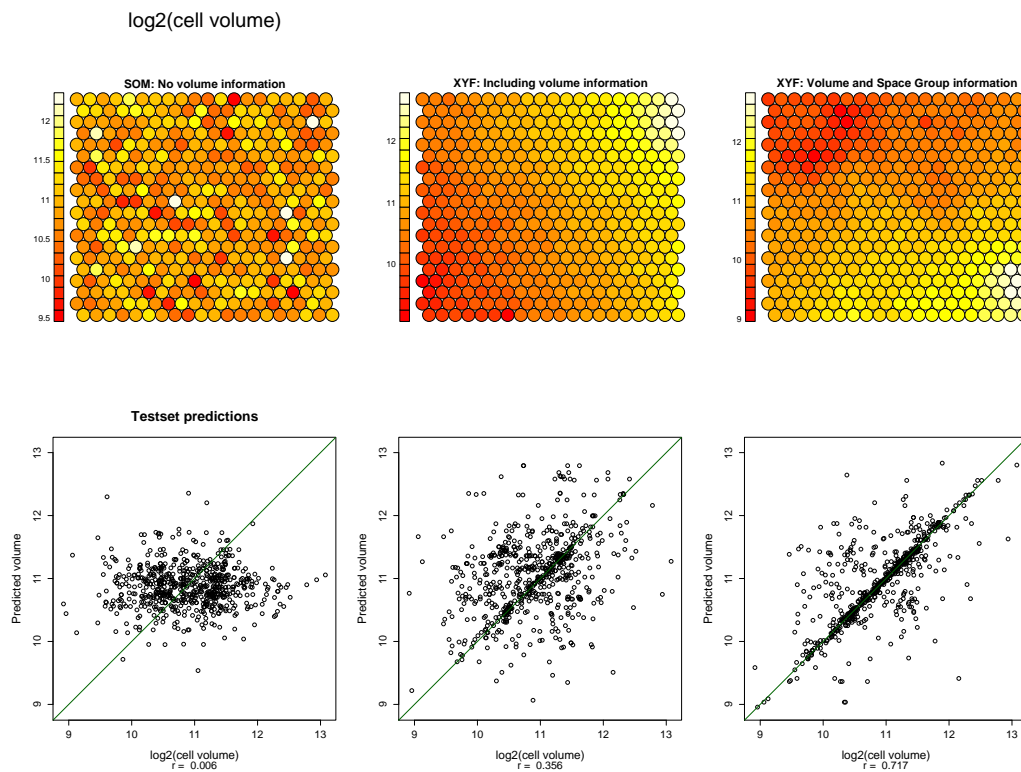 log2(cell volume)
SOM: No volume information
XYF: Including volume information
XYF: Volume and Space Group information
12
11.5
11
10.5
10
9.5
12
11
10
12
11
10
9
Testset predictions
13
12
11
10
9
Predicted volume
9 10 11 12 13
log2(cell volume)
r = 0.006
13
12
11
10
9
Predicted volume
9 10 11 12 13
log2(cell volume)
r = 0.356
13
12
11
10
9
Predicted volume
9 10 11 12 13
log2(cell volume)
r = 0.717